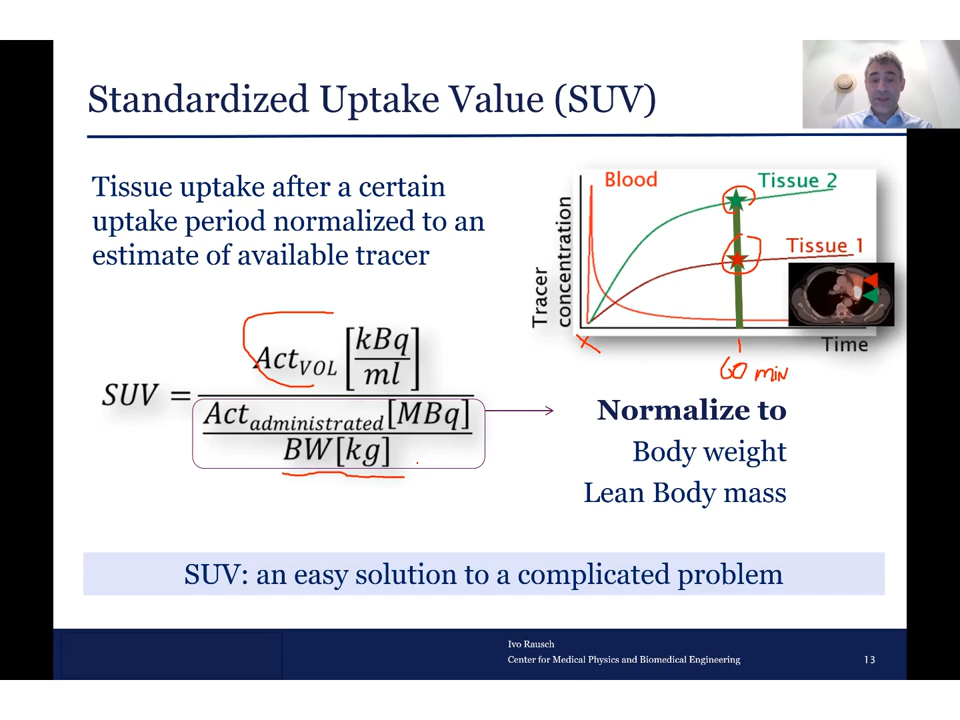 Standardized Uptake Value (SUV)
Tissue uptake after a certain
uptake period normalized to an
estimate of available tracer
SUV = Act_VOL [kBq/ml] / (Act_administrated [MBq] / BW[kg])
Blood
Tissue 2
Tissue 1
Tracer
concentration
Time
60 min
Normalize to
Body weight
Lean Body mass
SUV: an easy solution to a complicated problem
Ivo Rausch
Center for Medical Physics and Biomedical Engineering
13